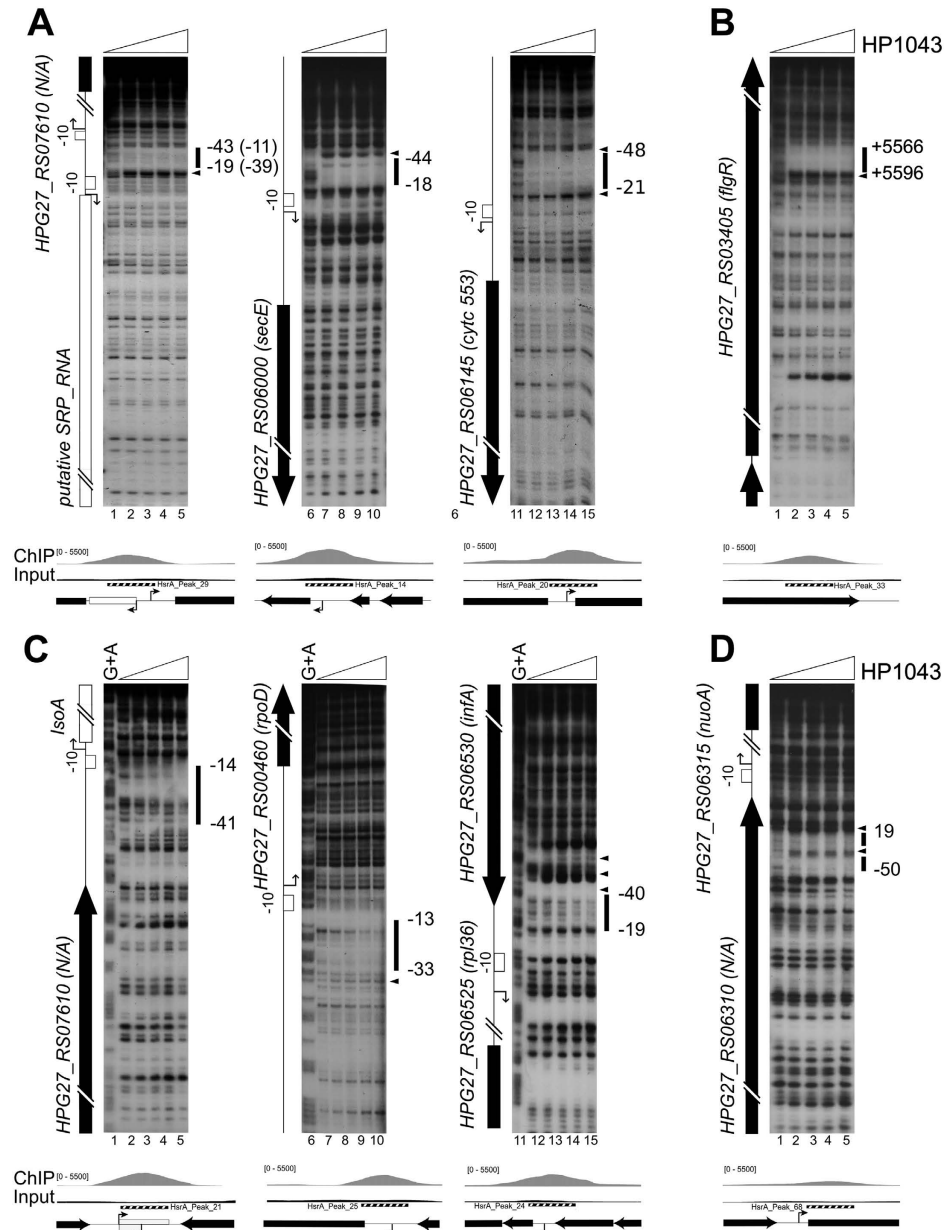 A
B
HP1043
HPG27_RS07610 (N/A)
-10
-10
putative SRP_RNA
-43 (-11)
-19 (-39)
1 2 3 4 5
-10
HPG27_RS06000 (secE)
-44
-18
6 7 8 9 10
-10
HPG27_RS06145 (cytc 553)
-48
-21
6
11 12 13 14 15
HPG27_RS03405 (flgR)
+5566
+5596
1 2 3 4 5
ChIP [0 - 5500]
Input
HsrA_Peak_29
[0 - 5500]
HsrA_Peak_14
[0 - 5500]
HsrA_Peak_20
[0 - 5500]
HsrA_Peak_33
C
D
HP1043
G+A
IsoA
-10
HPG27_RS07610 (N/A)
-14
-41
1 2 3 4 5
G+A
HPG27_RS00460 (rpoD)
-10
-13
-33
6 7 8 9 10
G+A
HPG27_RS06530 (infA)
-10
HPG27_RS06525 (rpl36)
-40
-19
11 12 13 14 15
HPG27_RS06315 (nuoA)
-10
HPG27_RS06310 (N/A)
19
-50
1 2 3 4 5
ChIP [0 - 5500]
Input
HsrA_Peak_21
[0 - 5500]
HsrA_Peak_25
[0 - 5500]
HsrA_Peak_24
[0 - 5500]
HsrA_Peak_68